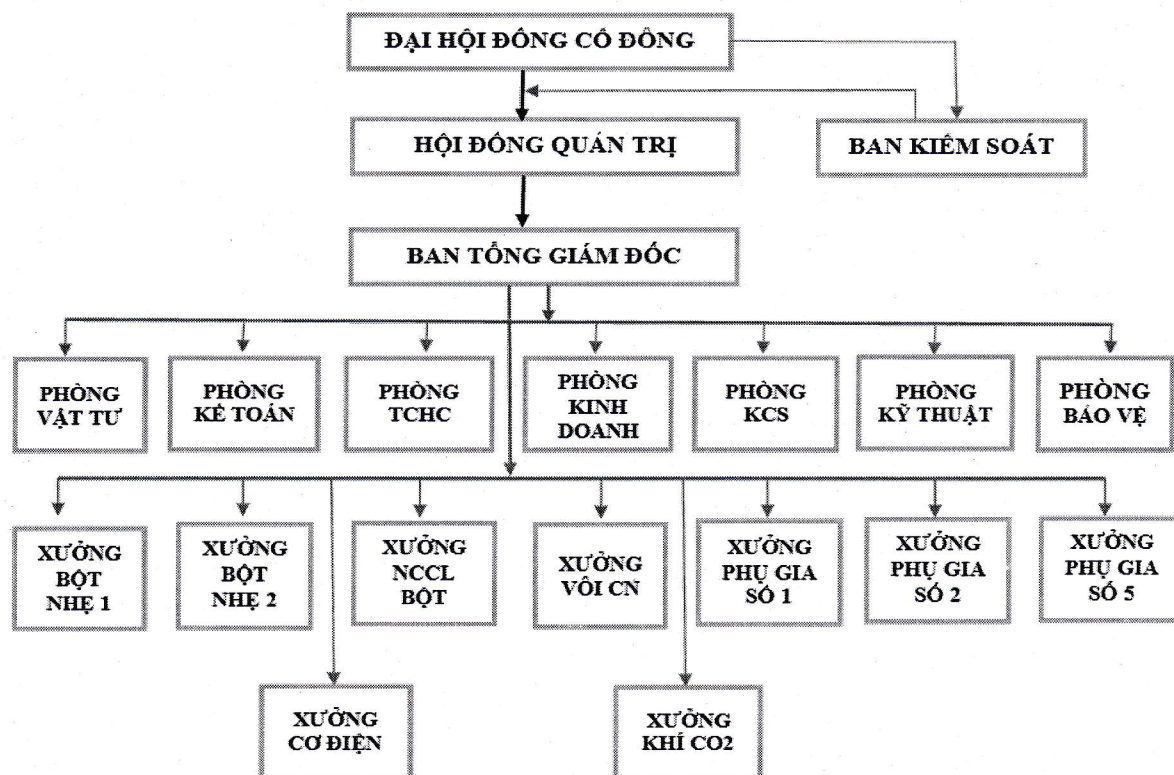 ĐẠI HỘI ĐỒNG CỔ ĐÔNG
HỘI ĐỒNG QUẢN TRỊ
BAN KIỂM SOÁT
BAN TỔNG GIÁM ĐỐC
PHÒNG
VẬT TƯ
PHÒNG
KẾ TOÁN
PHÒNG
TCHC
PHÒNG
KINH
DOANH
PHÒNG
KCS
PHÒNG
KỸ THUẬT
PHÒNG
BẢO VỆ
XƯỞNG
BỘT
NHẸ 1
XƯỞNG
BỘT
NHẸ 2
XƯỞNG
NCCL
BỘT
XƯỞNG
VÔI CN
XƯỞNG
PHỤ GIA
SỐ 1
XƯỞNG
PHỤ GIA
SỐ 2
XƯỞNG
PHỤ GIA
SỐ 5
XƯỞNG
CƠ ĐIỆN
XƯỞNG
KHÍ CO2